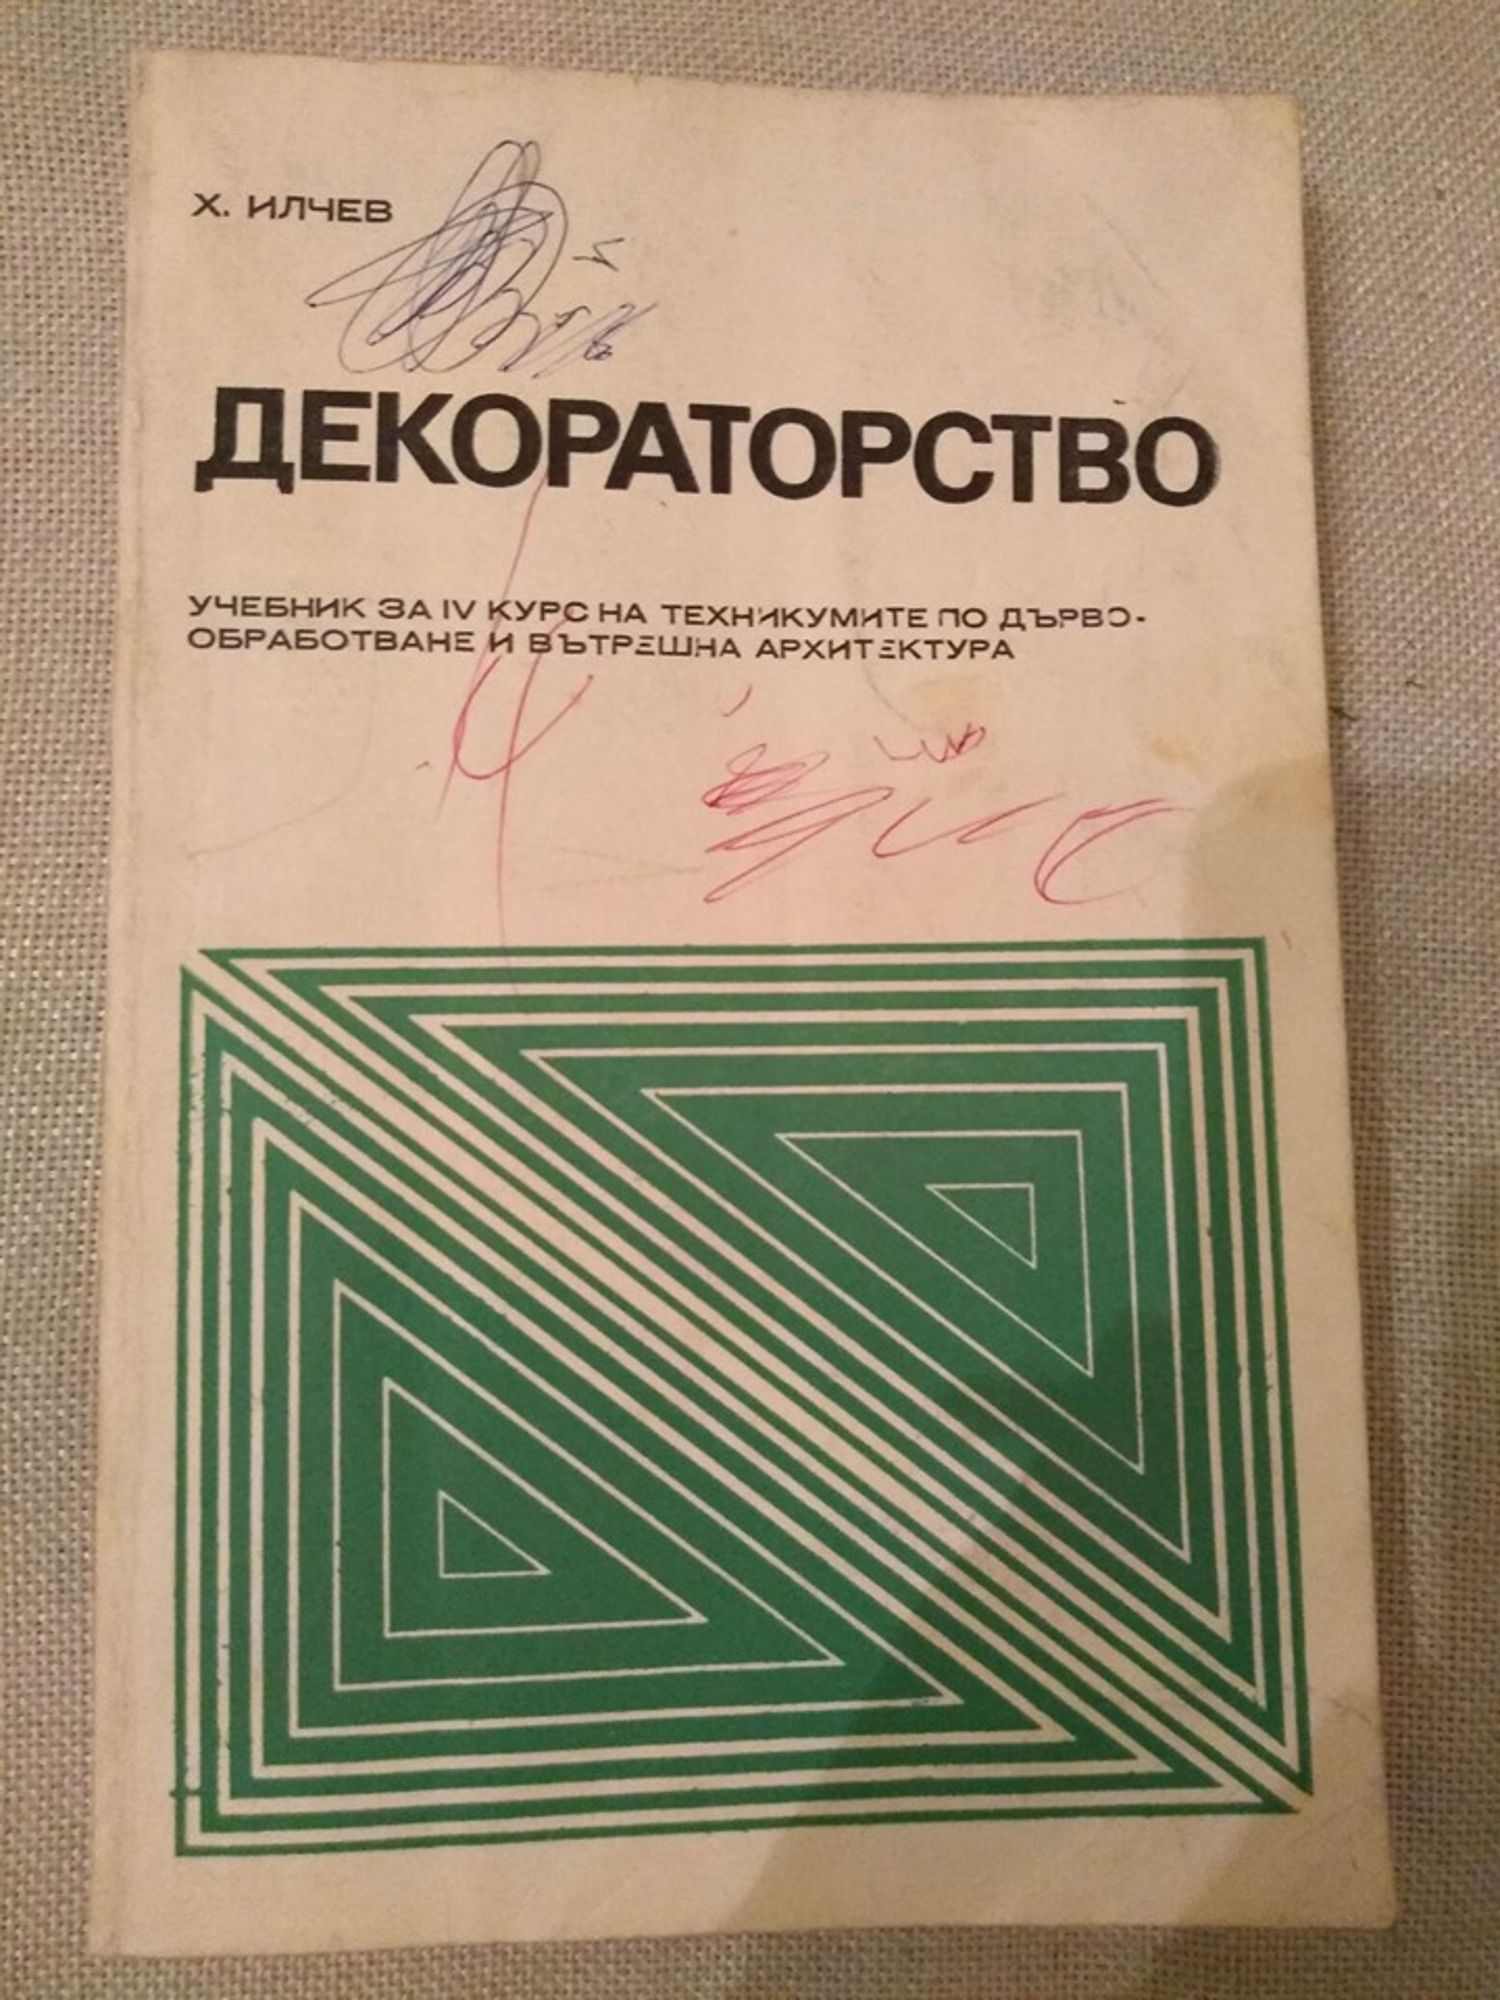 Х. ИЛЧЕВ
ДЕКОРАТОРСТВО
УЧЕБНИК ЗА IV КУРС НА ТЕХНИКУМИТЕ ПО ДЪРВО-
ОБРАБОТВАНЕ И ВЪТРЕШНА АРХИТЕКТУРА